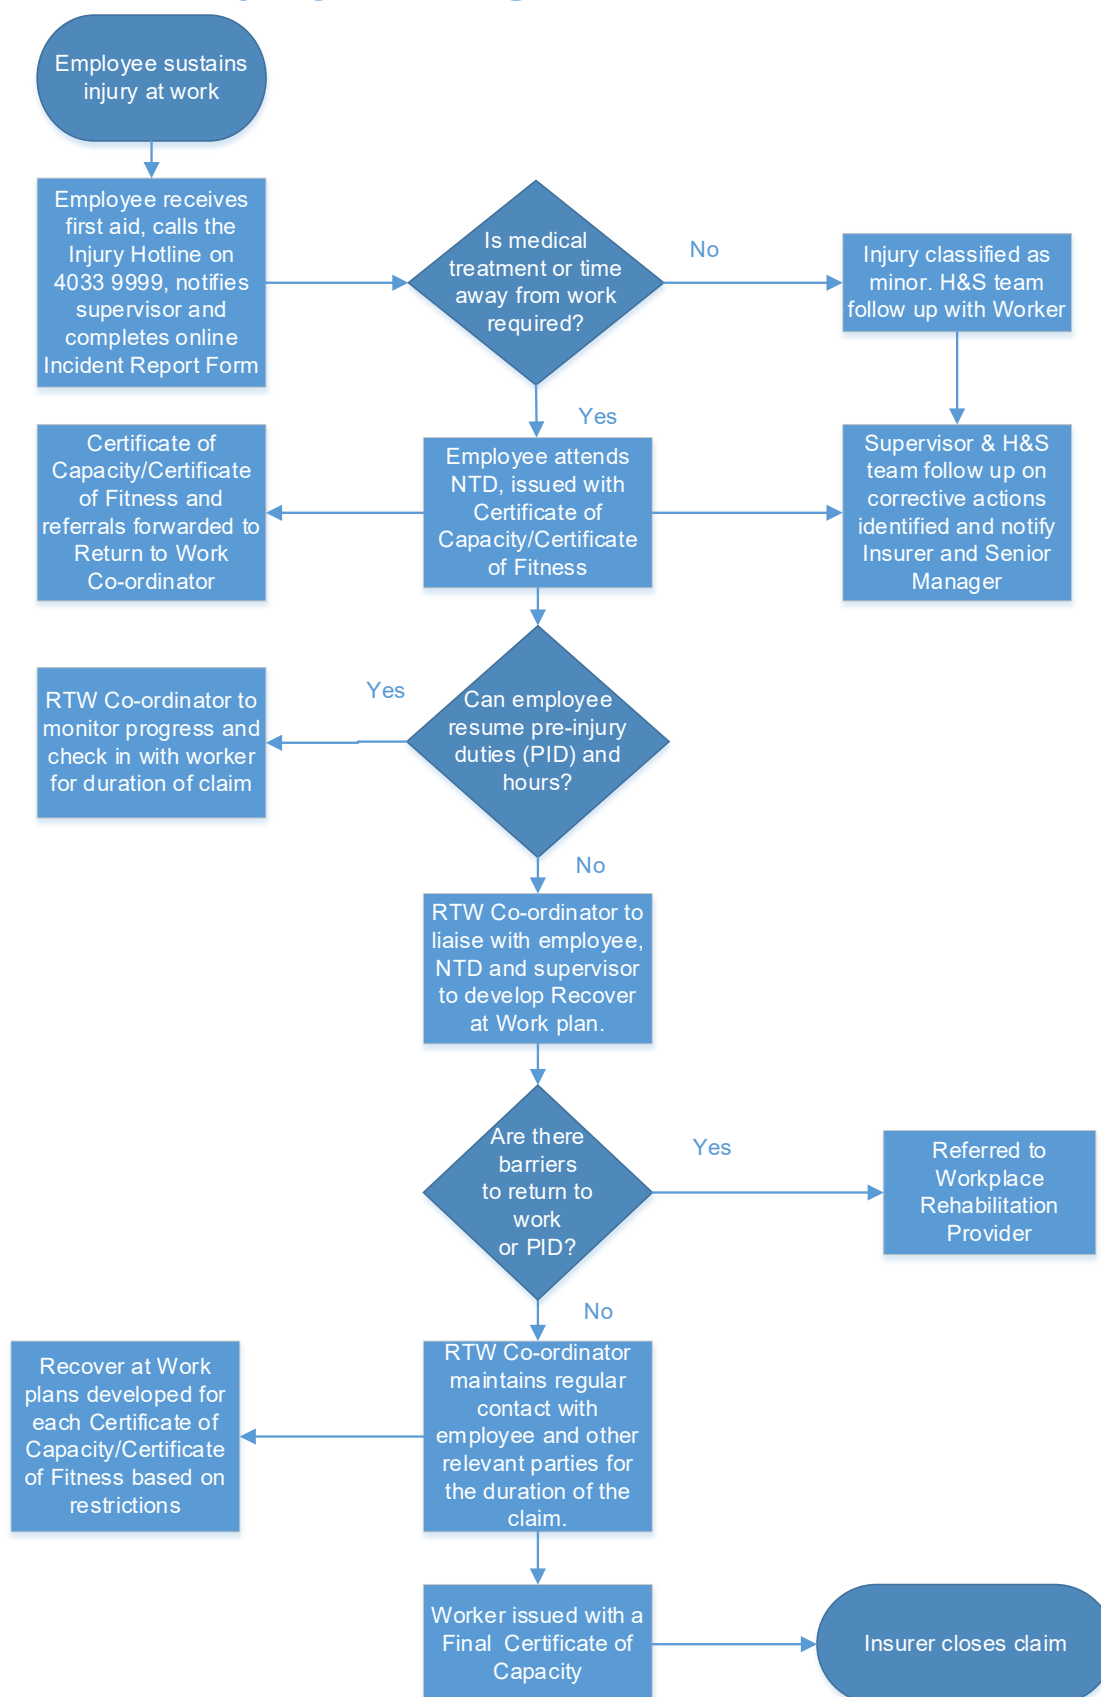 Employee sustains
injury at work
Employee receives
first aid, calls the
Injury Hotline on
4033 9999, notifies
supervisor and
completes online
Incident Report Form
Is medical
treatment or time
away from work
required?
No
Injury classified as
minor. H&S team
follow up with Worker
Yes
Certificate of
Capacity/Certificate
of Fitness and
referrals forwarded to
Return to Work
Co-ordinator
Employee attends
NTD, issued with
Certificate of
Capacity/Certificate
of Fitness
Supervisor & H&S
team follow up on
corrective actions
identified and notify
Insurer and Senior
Manager
Yes
RTW Co-ordinator to
monitor progress and
check in with worker
for duration of claim
Can employee
resume pre-injury
duties (PID) and
hours?
No
RTW Co-ordinator to
liaise with employee,
NTD and supervisor
to develop Recover
at Work plan.
Are there
barriers
to return to
work
or PID?
Yes
Referred to
Workplace
Rehabilitation
Provider
No
Recover at Work
plans developed for
each Certificate of
Capacity/Certificate
of Fitness based on
restrictions
RTW Co-ordinator
maintains regular
contact with
employee and other
relevant parties for
the duration of the
claim.
Worker issued with a
Final Certificate of
Capacity
Insurer closes claim